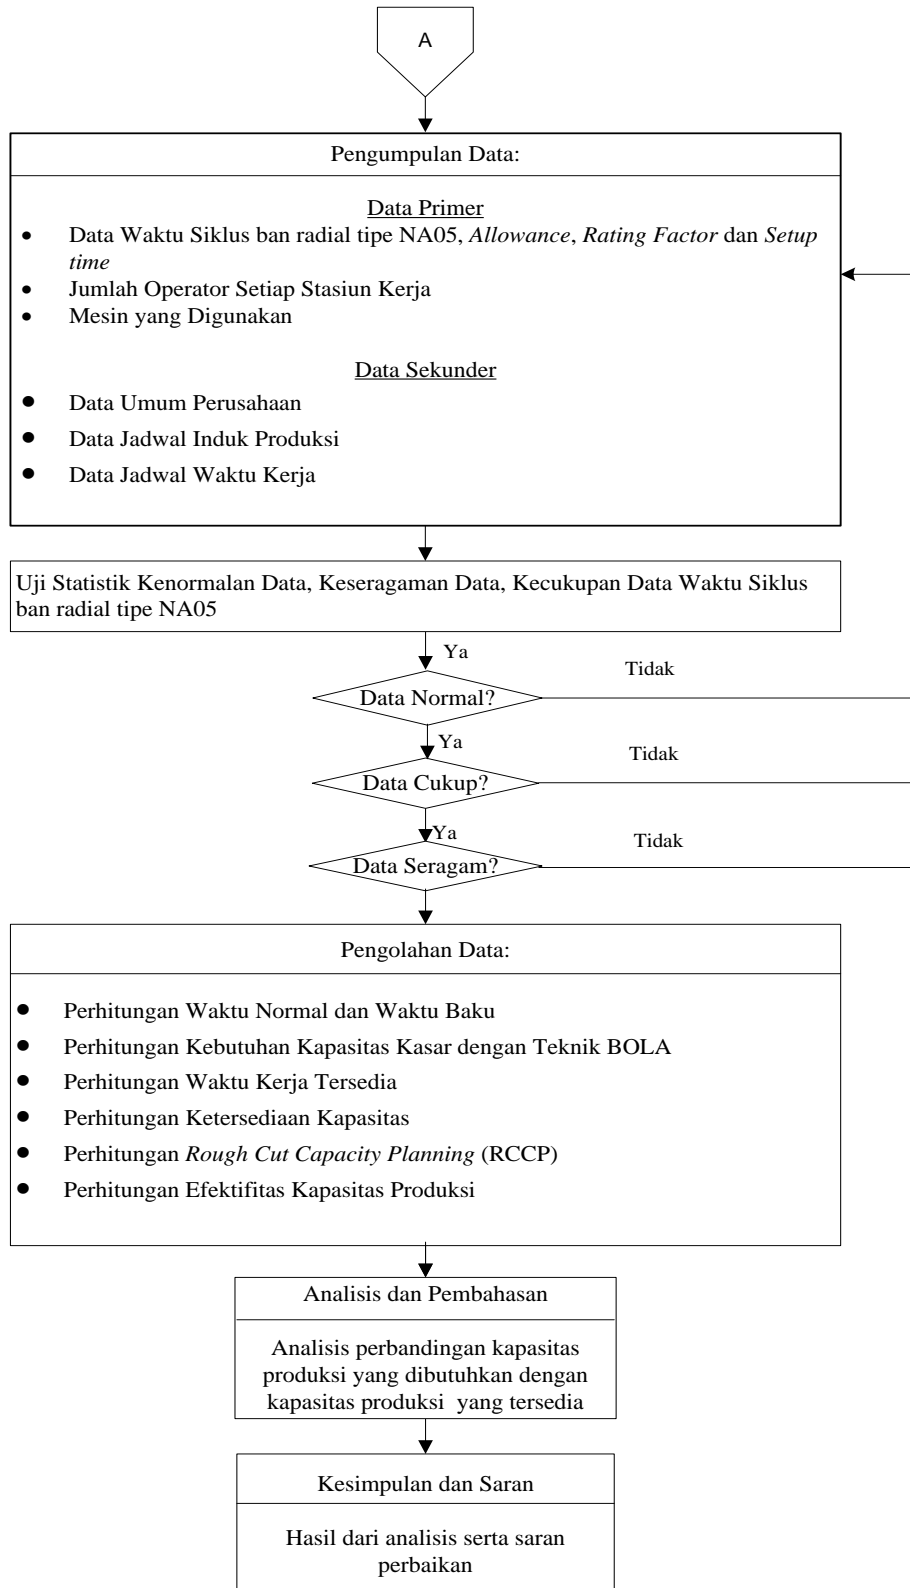 A
Pengumpulan Data:
Data Primer
• Data Waktu Siklus ban radial tipe NA05, Allowance, Rating Factor dan Setup
time
• Jumlah Operator Setiap Stasiun Kerja
• Mesin yang Digunakan
Data Sekunder
• Data Umum Perusahaan
• Data Jadwal Induk Produksi
• Data Jadwal Waktu Kerja
Uji Statistik Kenormalan Data, Keseragaman Data, Kecukupan Data Waktu Siklus
ban radial tipe NA05
Ya
Tidak
Data Normal?
Ya
Tidak
Data Cukup?
Ya
Tidak
Data Seragam?
Pengolahan Data:
• Perhitungan Waktu Normal dan Waktu Baku
• Perhitungan Kebutuhan Kapasitas Kasar dengan Teknik BOLA
• Perhitungan Waktu Kerja Tersedia
• Perhitungan Ketersediaan Kapasitas
• Perhitungan Rough Cut Capacity Planning (RCCP)
• Perhitungan Efektifitas Kapasitas Produksi
Analisis dan Pembahasan
Analisis perbandingan kapasitas
produksi yang dibutuhkan dengan
kapasitas produksi yang tersedia
Kesimpulan dan Saran
Hasil dari analisis serta saran
perbaikan